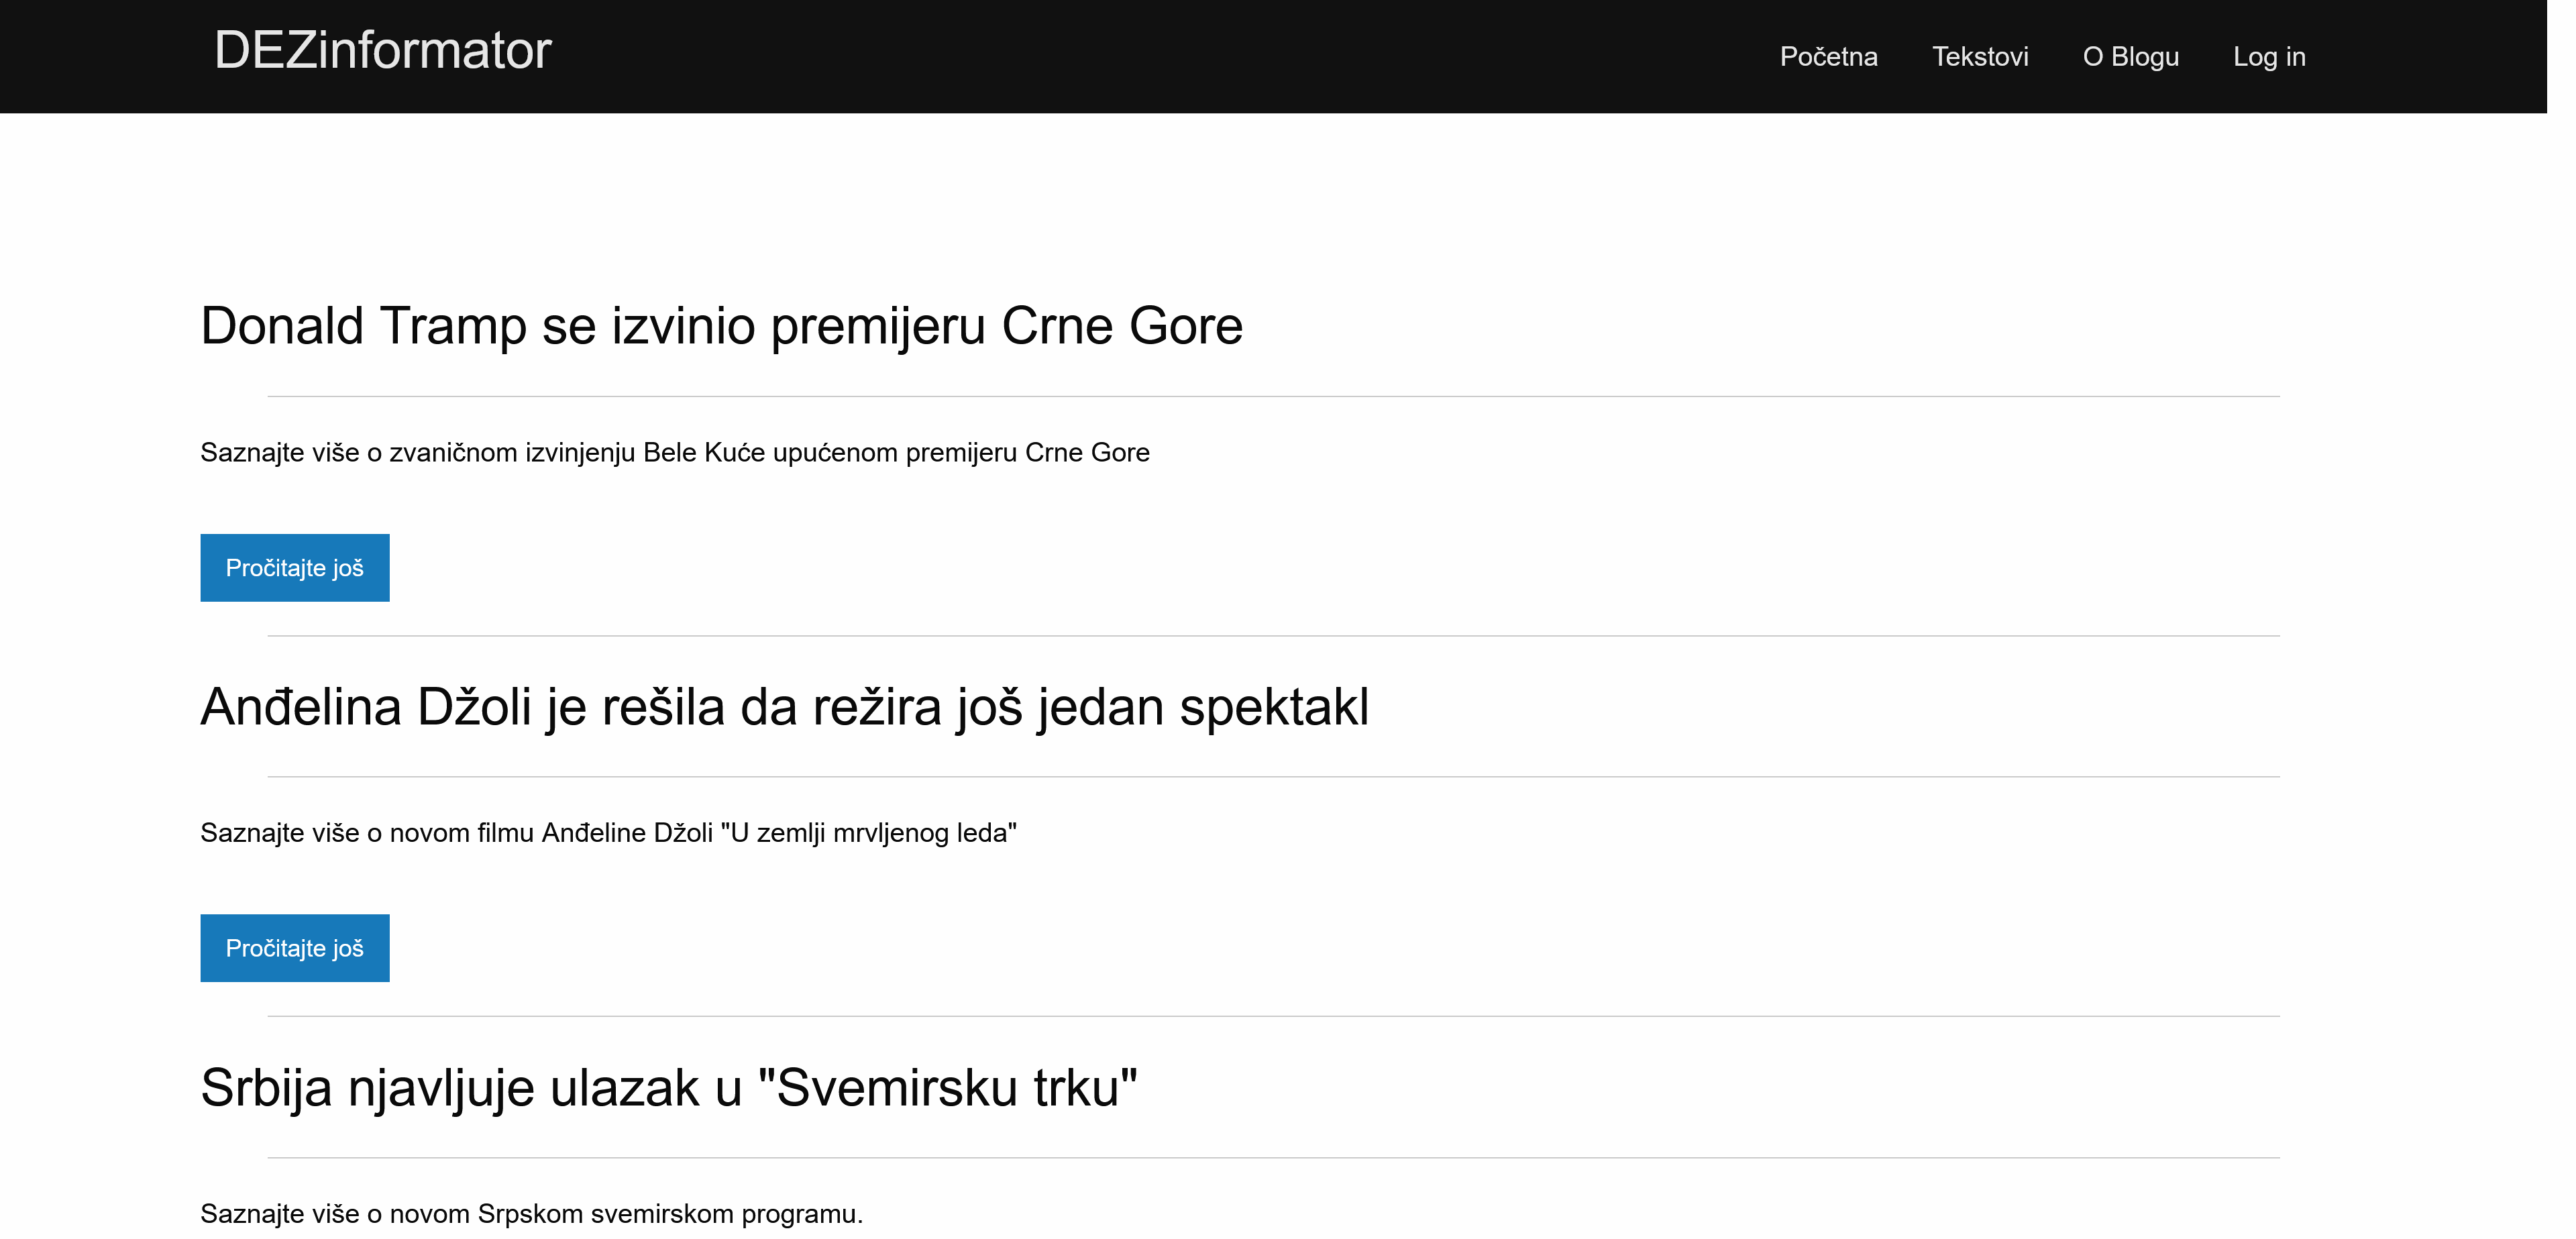 DEZinformator
Početna Tekstovi O Blogu Log in
Donald Tramp se izvinio premijeru Crne Gore
Saznajte više o zvaničnom izvinjenju Bele Kuće upućenom premijeru Crne Gore
Pročitajte još
Anđelina Džoli je rešila da režira još jedan spektakl
Saznajte više o novom filmu Anđeline Džoli "U zemlji mrvljenog leda"
Pročitajte još
Srbija njavljuje ulazak u "Svemirsku trku"
Saznajte više o novom Srpskom svemirskom programu.